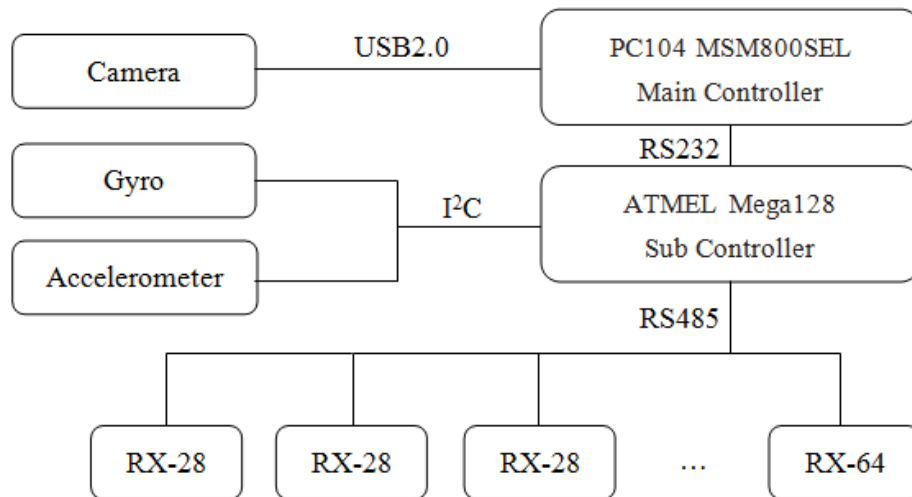 USB2.0
Camera
PC104 MSM800SEL
Main Controller
RS232
Gyro
I²C
ATMEL Mega128
Sub Controller
Accelerometer
RS485
RX-28
RX-28
RX-28
...
RX-64